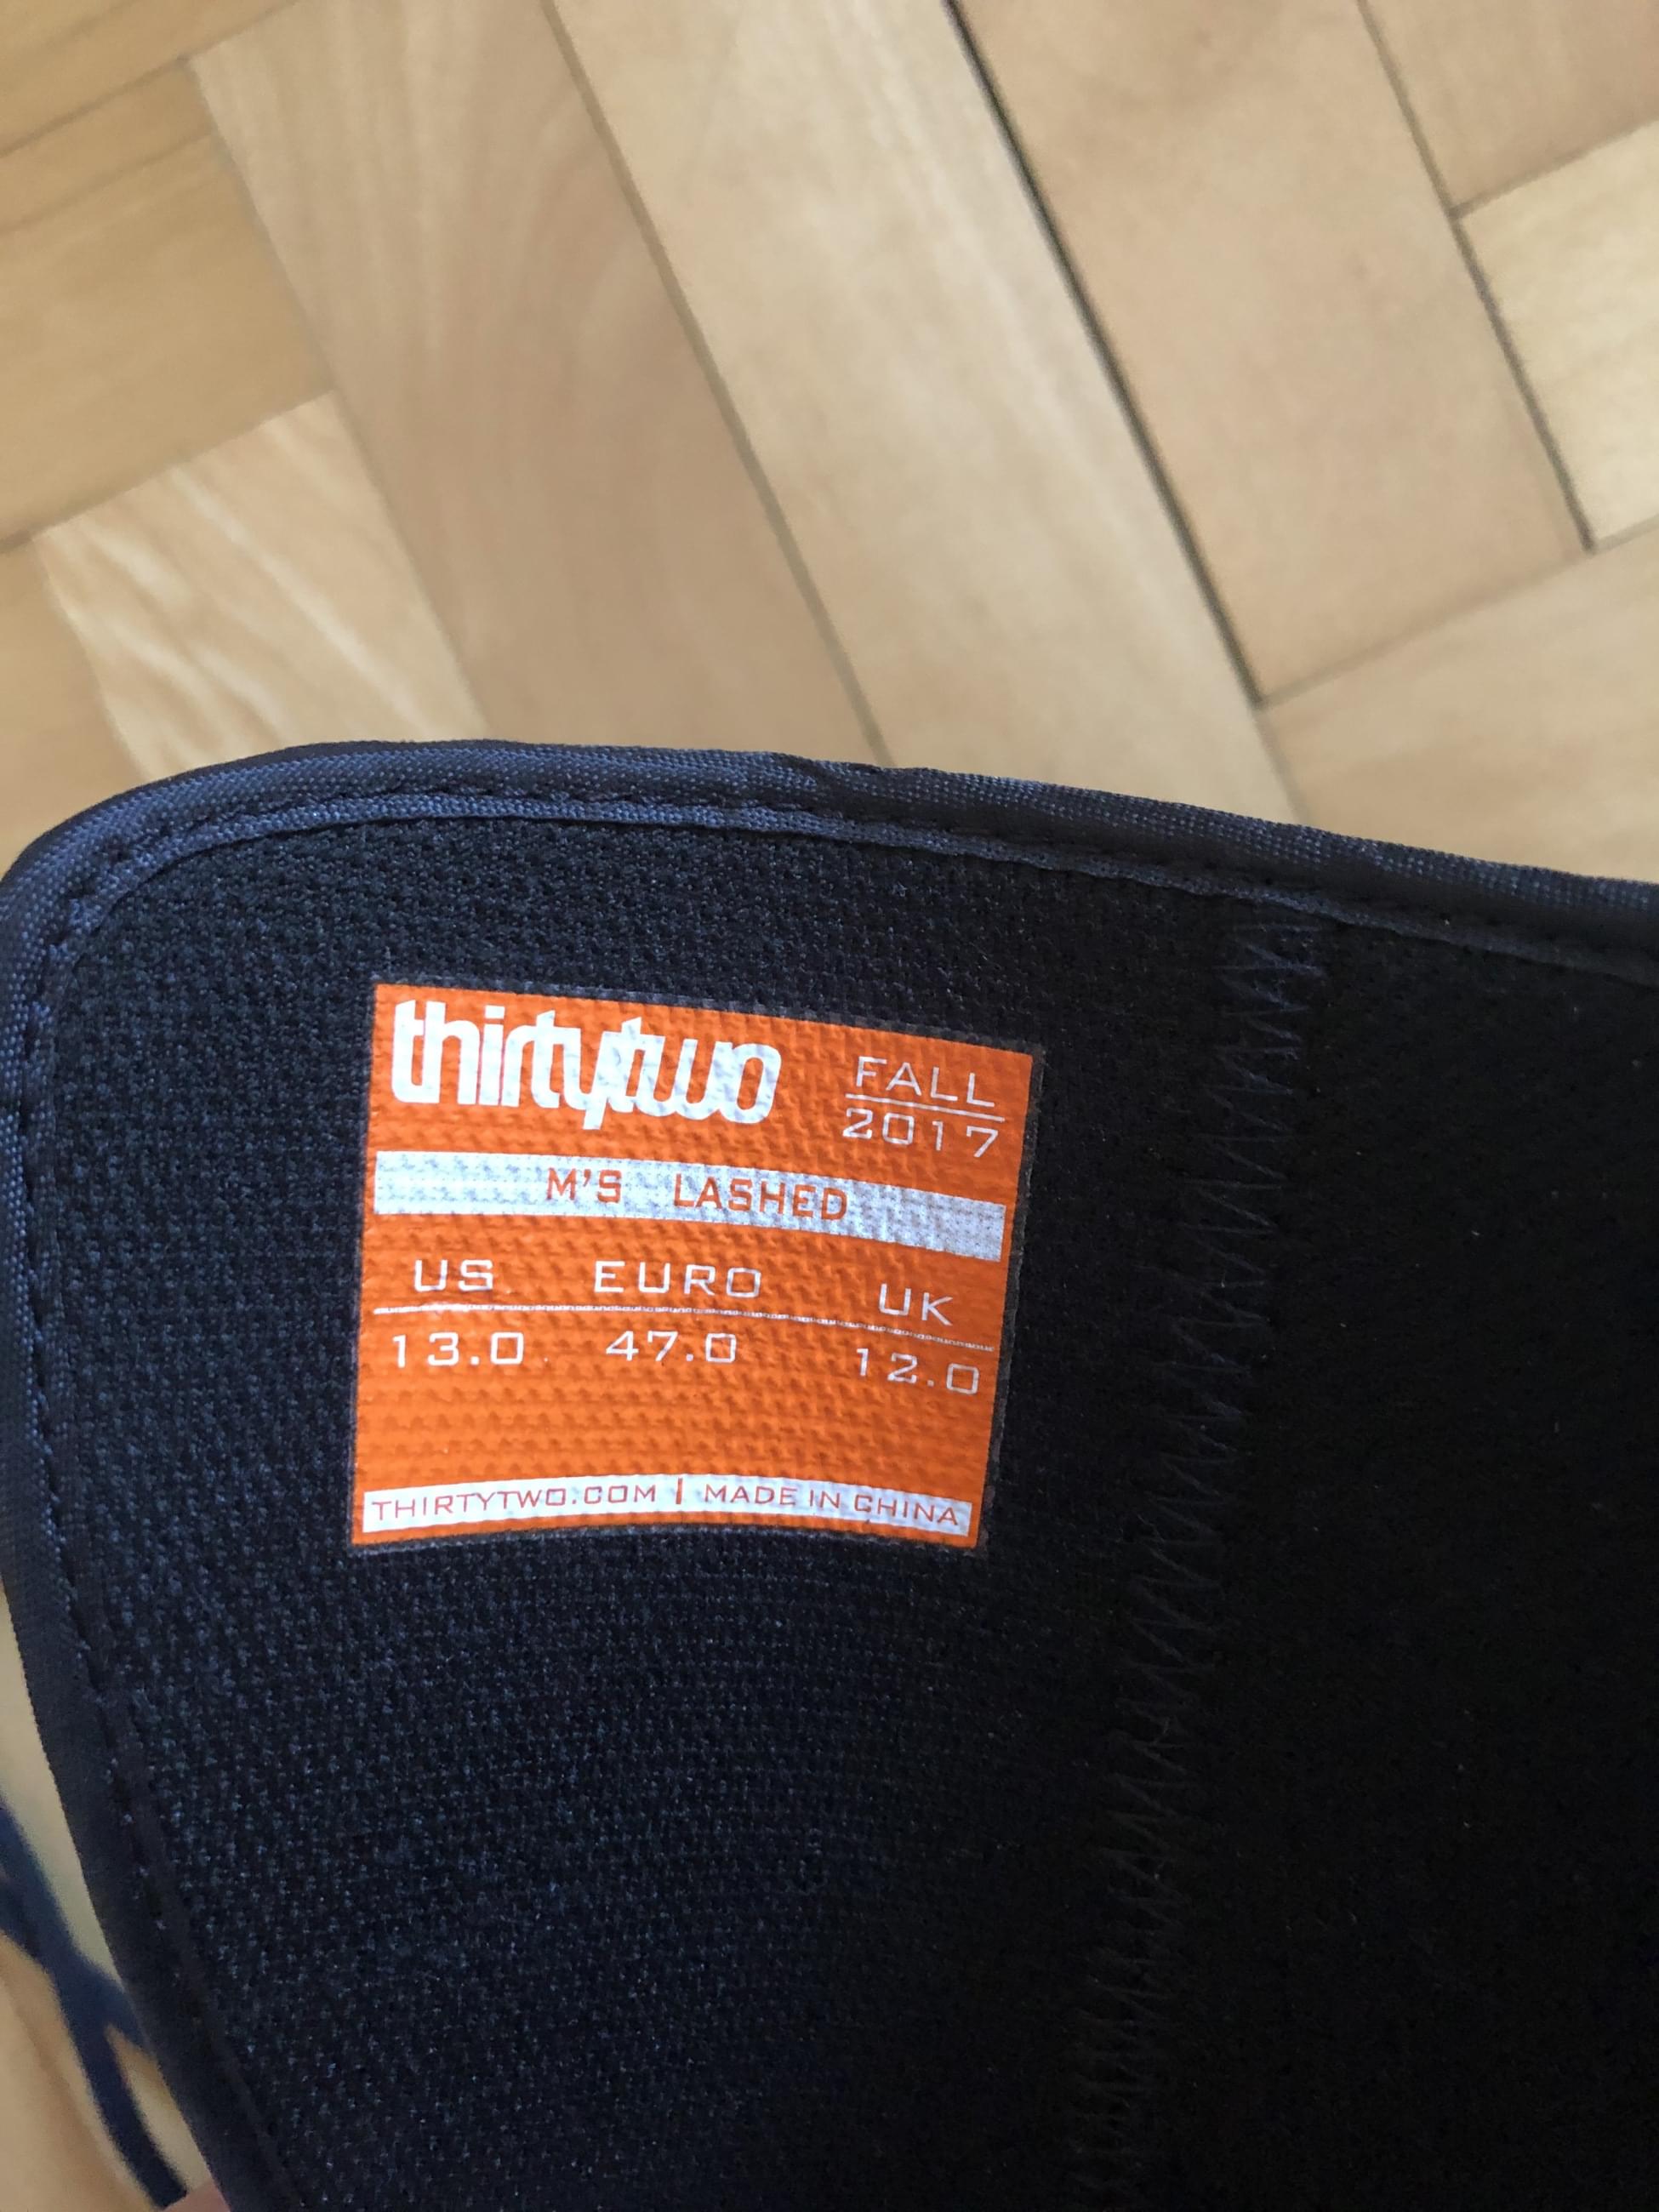 thirtytwo FALL
2017
M'S LASHED
US EURO UK
13.0 47.0 12.0
THIRTYTWO.COM | MADE IN CHINA